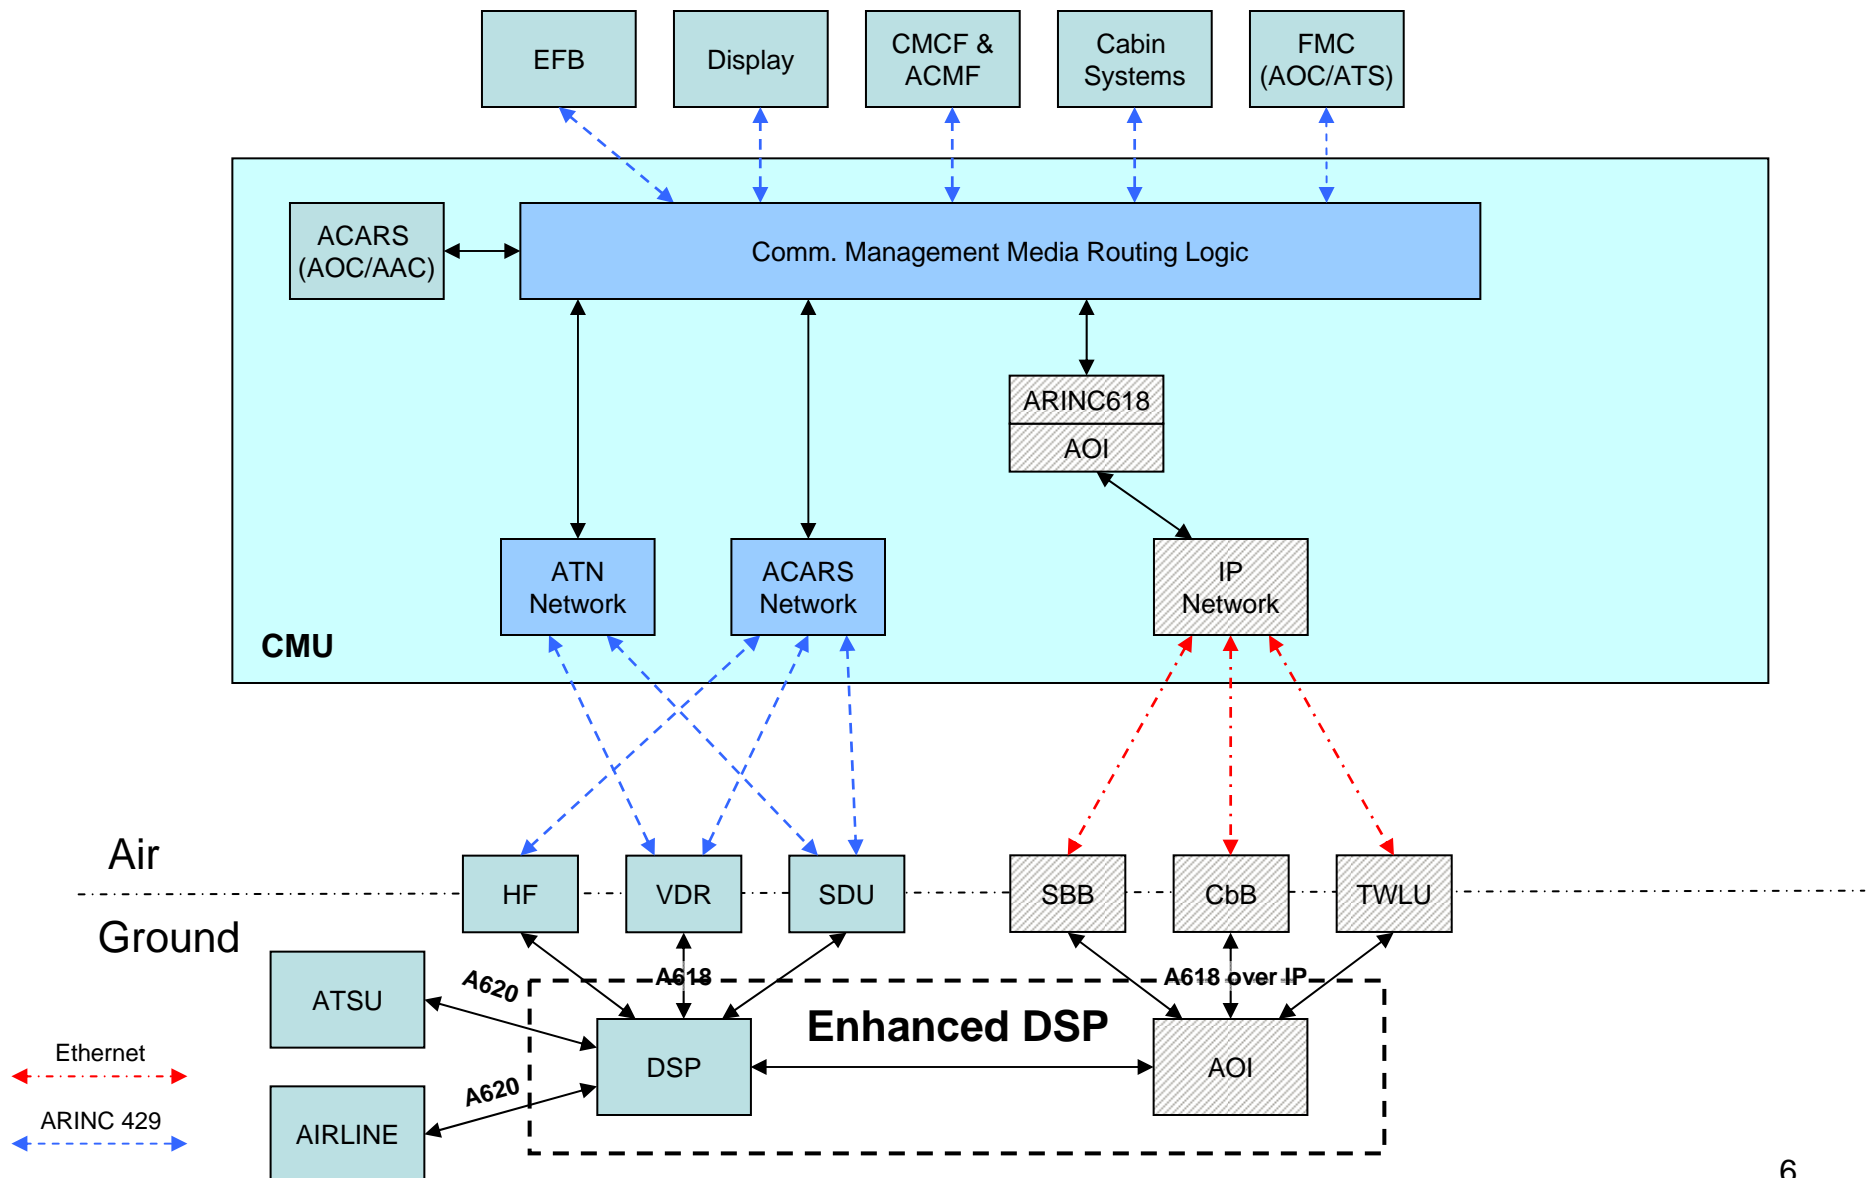 EFB
Display
CMCF &
ACMF
Cabin
Systems
FMC
(AOC/ATS)
ACARS
(AOC/AAC)
Comm. Management Media Routing Logic
ARINC618
AOI
ATN
Network
ACARS
Network
IP
Network
CMU
Air
HF
VDR
SDU
SBB
CbB
TWLU
Ground
A618
A618 over IP
A620
ATSU
Enhanced DSP
DSP
AOI
Ethernet
A620
ARINC 429
AIRLINE
6